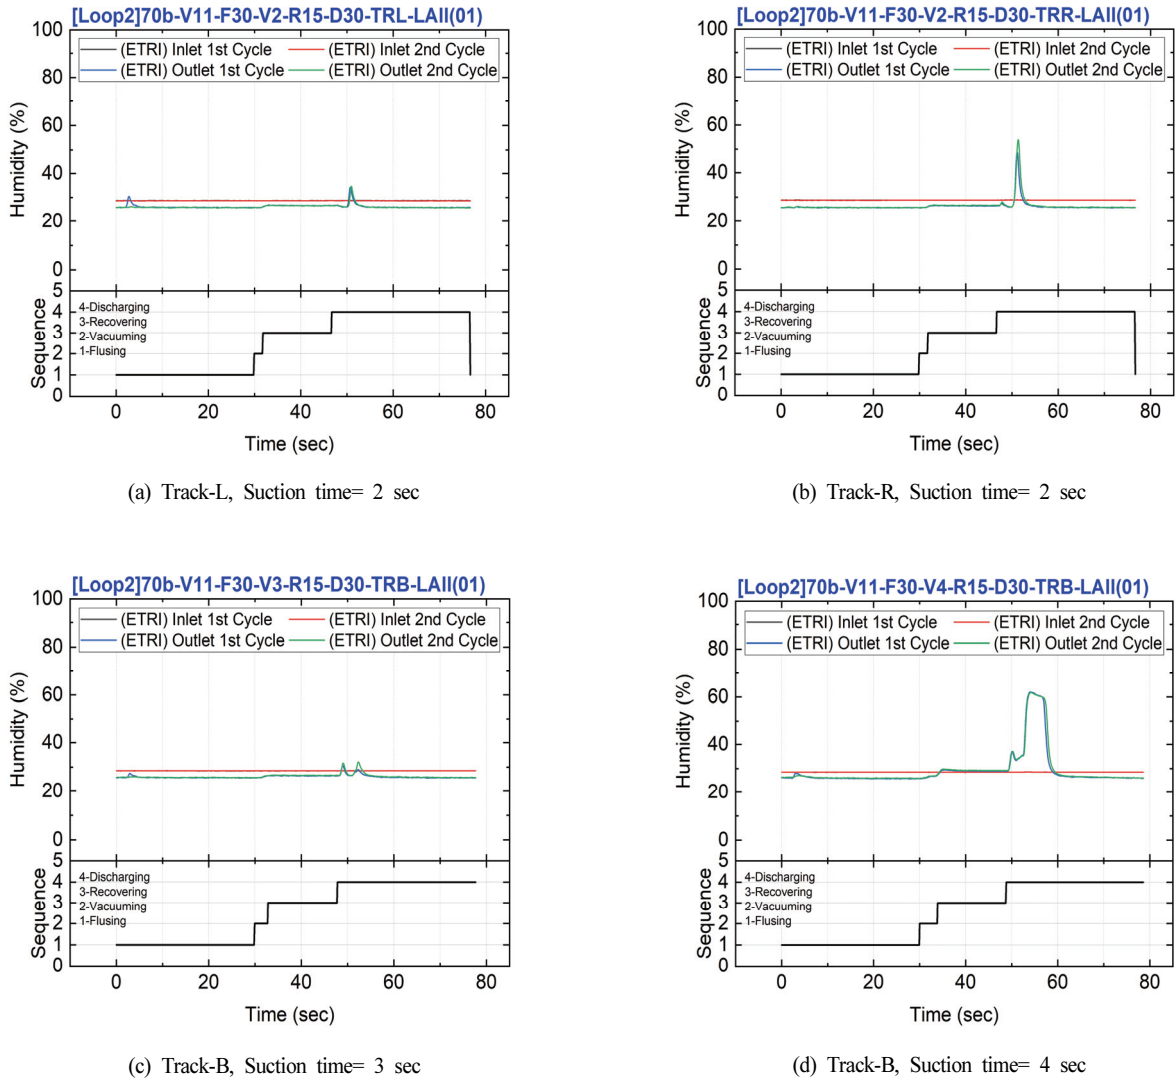 [Loop2]70b-V11-F30-V2-R15-D30-TRL-LAII(01)
100
(ETRI) Inlet 1st Cycle
(ETRI) Inlet 2nd Cycle
(ETRI) Outlet 1st Cycle
(ETRI) Outlet 2nd Cycle
80
60
40
20
0
Humidity (%)
5
4
3
2
1
0
Sequence
4-Discharging
3-Recovering
2-Vacuuming
1-Flusing
0 20 40 60 80
Time (sec)
(a) Track-L, Suction time= 2 sec
[Loop2]70b-V11-F30-V2-R15-D30-TRR-LAII(01)
100
(ETRI) Inlet 1st Cycle
(ETRI) Inlet 2nd Cycle
(ETRI) Outlet 1st Cycle
(ETRI) Outlet 2nd Cycle
80
60
40
20
0
Humidity (%)
5
4
3
2
1
0
Sequence
4-Discharging
3-Recovering
2-Vacuuming
1-Flusing
0 20 40 60 80
Time (sec)
(b) Track-R, Suction time= 2 sec
[Loop2]70b-V11-F30-V3-R15-D30-TRB-LAII(01)
100
(ETRI) Inlet 1st Cycle
(ETRI) Inlet 2nd Cycle
(ETRI) Outlet 1st Cycle
(ETRI) Outlet 2nd Cycle
80
60
40
20
0
Humidity (%)
5
4
3
2
1
0
Sequence
4-Discharging
3-Recovering
2-Vacuuming
1-Flusing
0 20 40 60 80
Time (sec)
(c) Track-B, Suction time= 3 sec
[Loop2]70b-V11-F30-V4-R15-D30-TRB-LAII(01)
100
(ETRI) Inlet 1st Cycle
(ETRI) Inlet 2nd Cycle
(ETRI) Outlet 1st Cycle
(ETRI) Outlet 2nd Cycle
80
60
40
20
0
Humidity (%)
5
4
3
2
1
0
Sequence
4-Discharging
3-Recovering
2-Vacuuming
1-Flusing
0 20 40 60 80
Time (sec)
(d) Track-B, Suction time= 4 sec